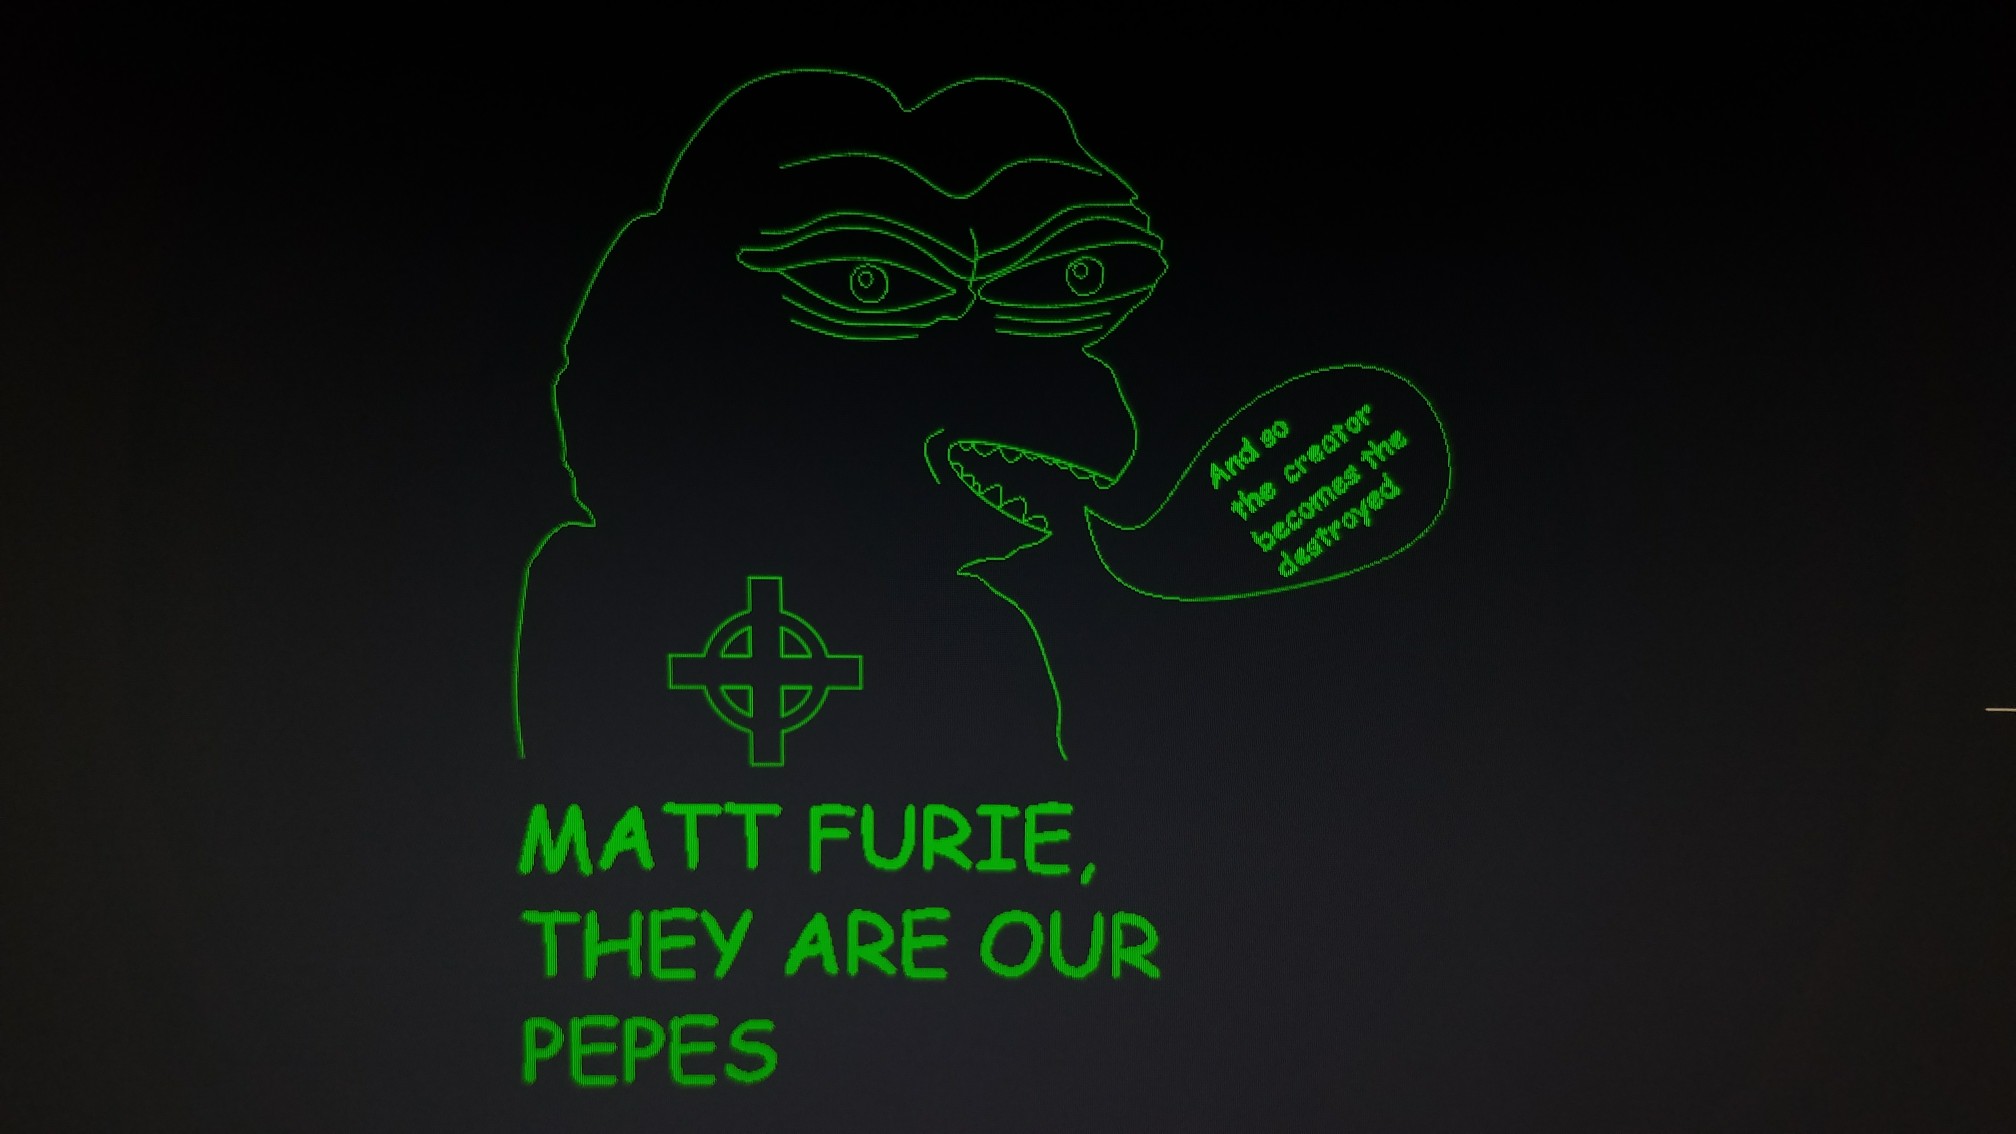 And so
the creator
becomes the
destroyed
MATT FURIE,
THEY ARE OUR
PEPES